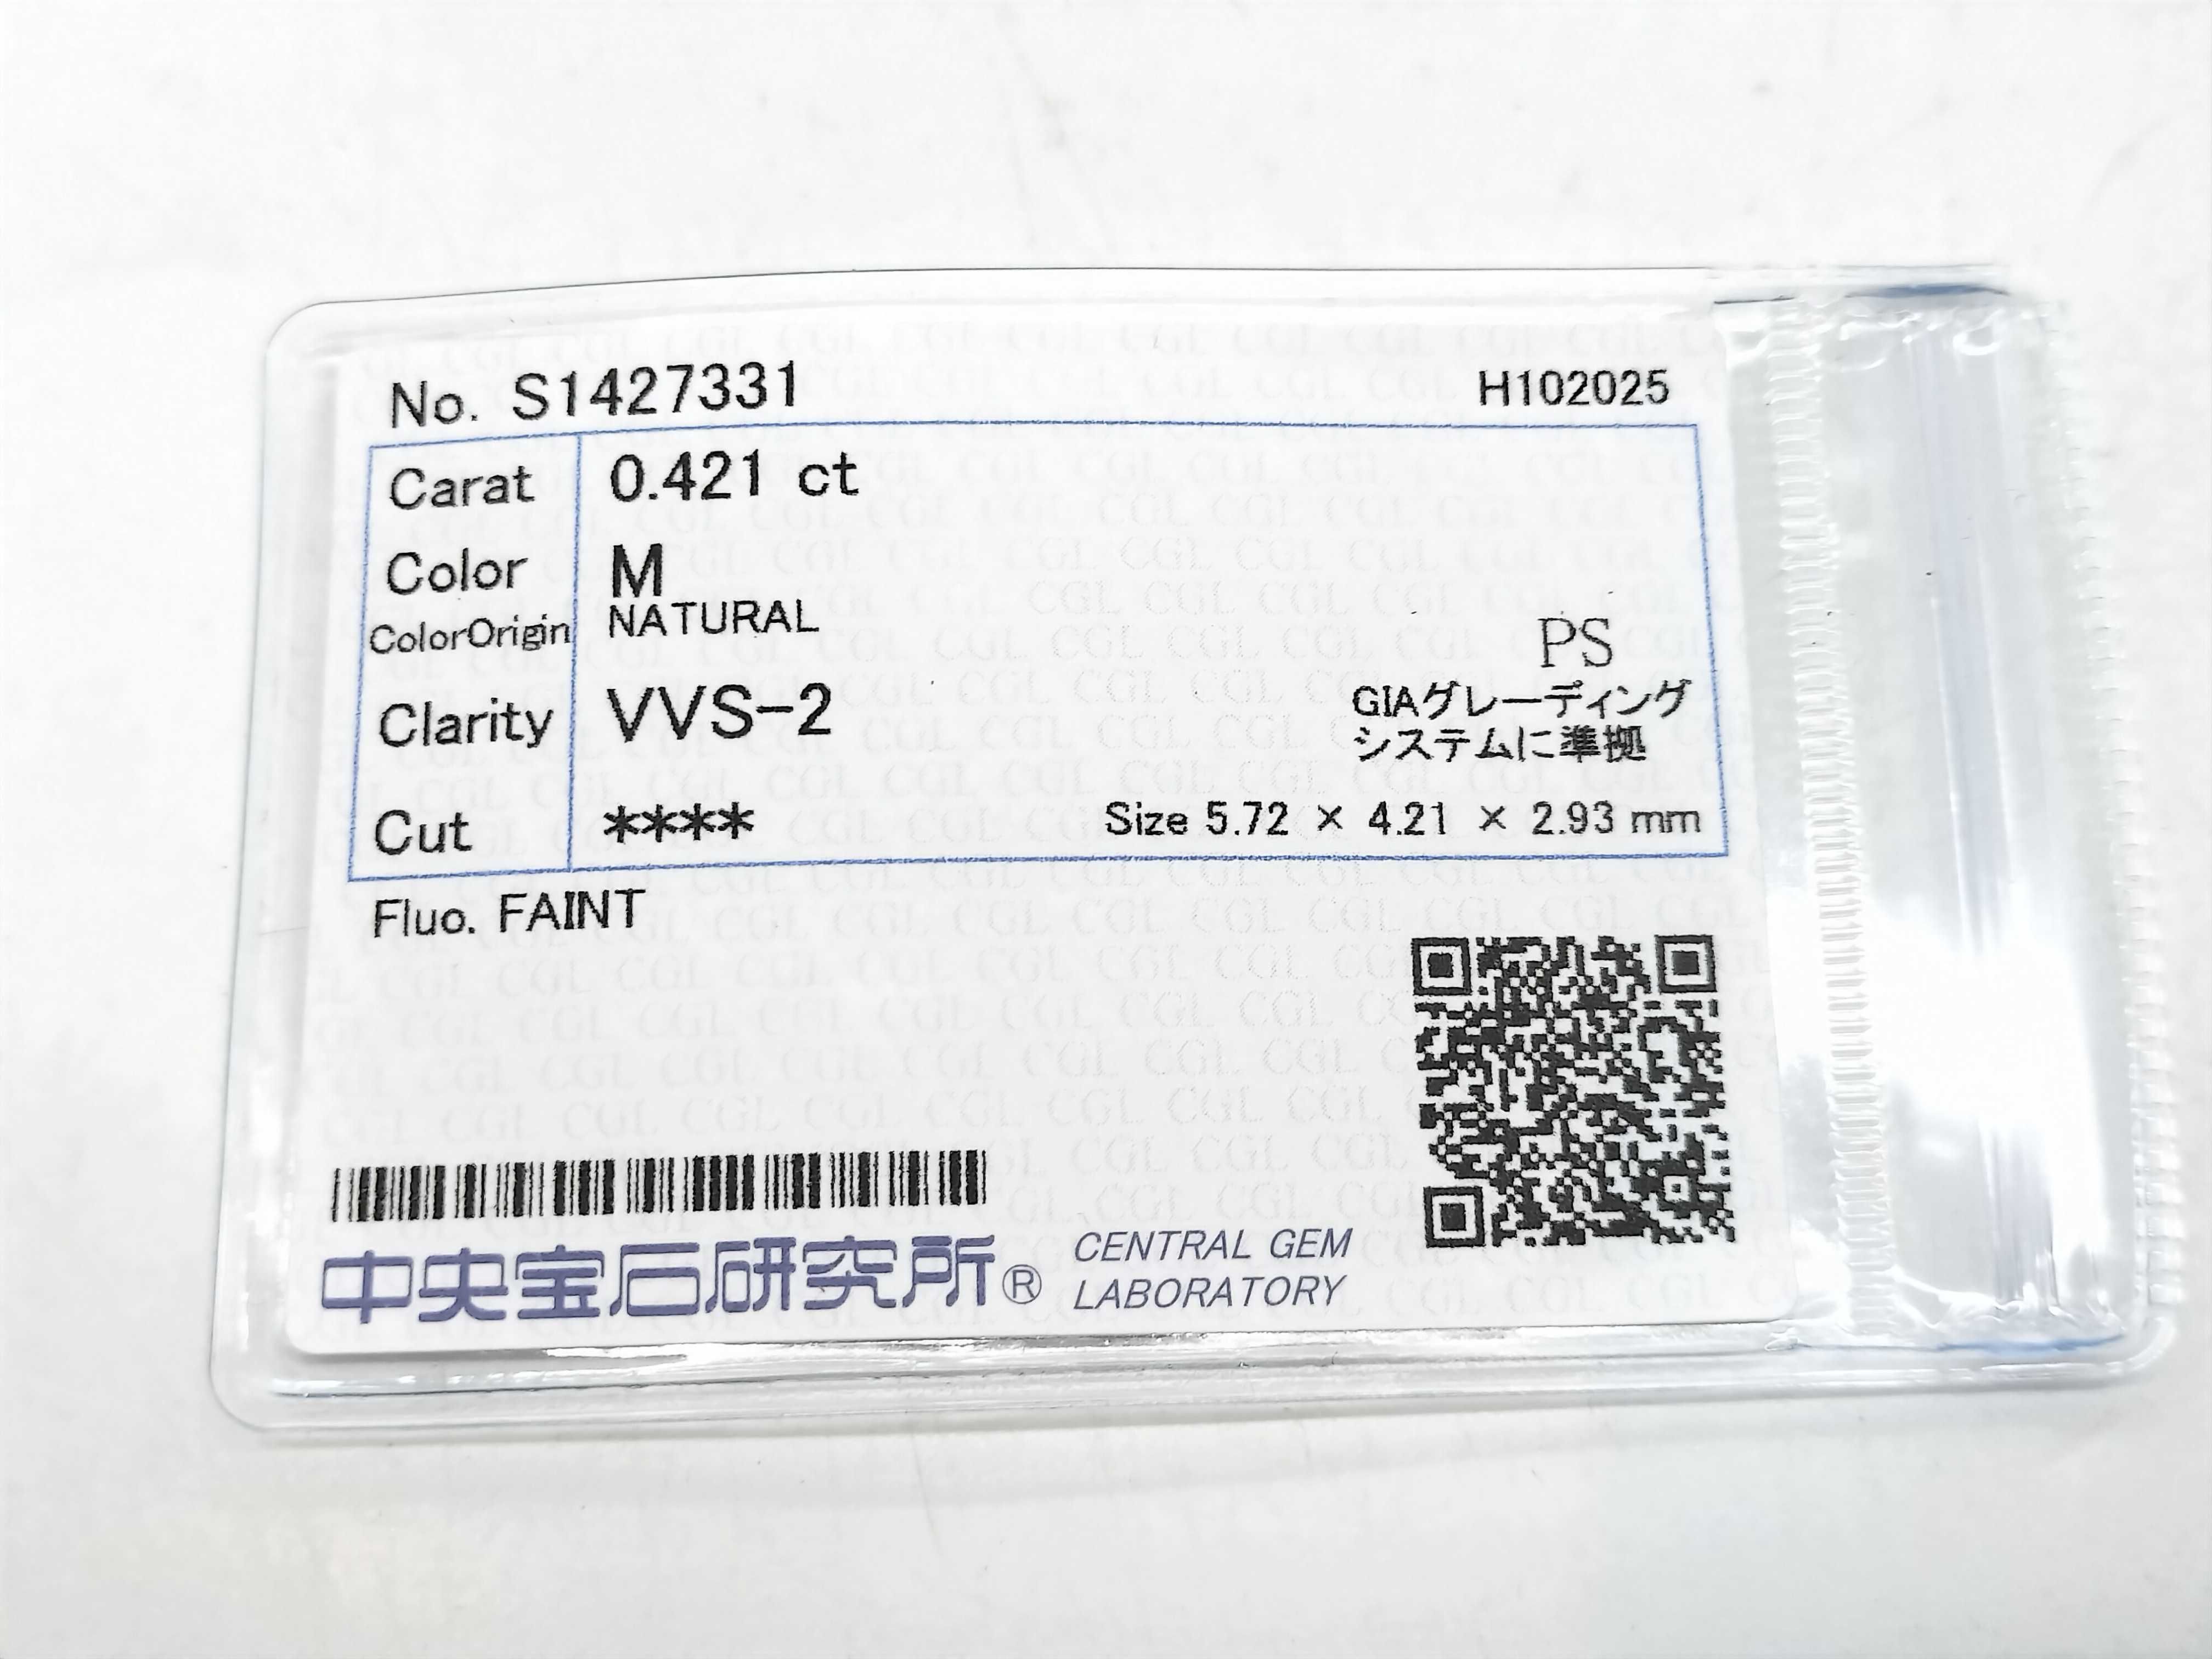 No. S1427331
H102025
Carat 0.421 ct
Color M
ColorOrigin NATURAL
PS
Clarity VVS-2
GIAグレーディング
システムに準拠
Cut ****
Size 5.72 × 4.21 × 2.93 mm
Fluo. FAINT
中央宝石研究所®
CENTRAL GEM
LABORATORY